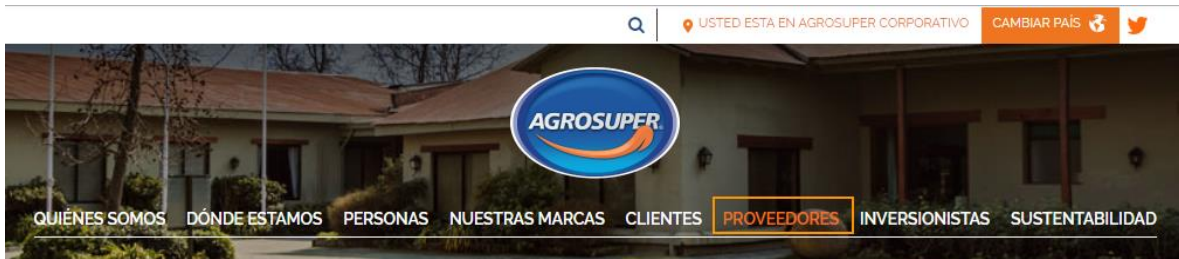 USTED ESTA EN AGROSUPER CORPORATIVO CAMBIAR PAÍS
AGROSUPER
QUIÉNES SOMOS DÓNDE ESTAMOS PERSONAS NUESTRAS MARCAS CLIENTES PROVEEDORES INVERSIONISTAS SUSTENTABILIDAD